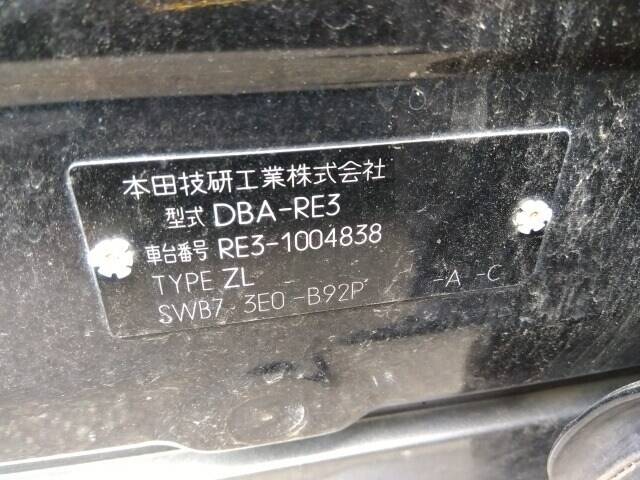 本田技研工業株式会社
型式 DBA-RE3
車台番号 RE3-1004838
TYPE ZL - -
SWB7 3E0 -B92P -A -C